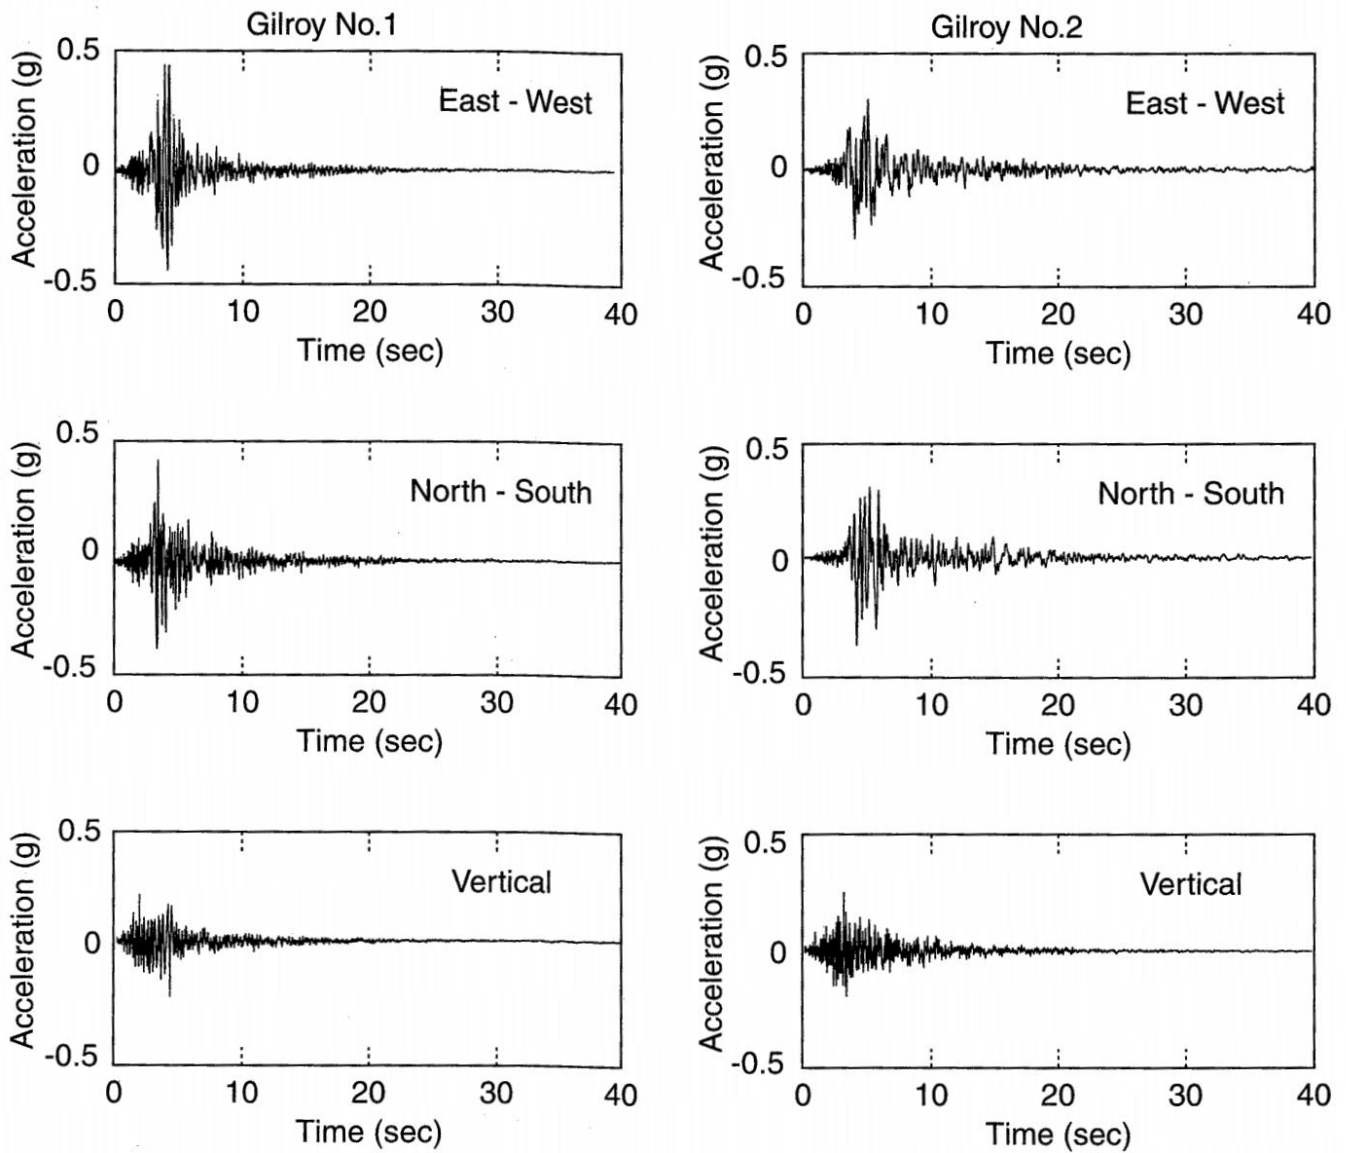 Gilroy No.1
Gilroy No.2
0.5
Acceleration (g)
East - West
0
-0.5
0 10 20 30 40
Time (sec)
0.5
Acceleration (g)
East - West
0
-0.5
0 10 20 30 40
Time (sec)
0.5
Acceleration (g)
North - South
0
-0.5
0 10 20 30 40
Time (sec)
0.5
Acceleration (g)
North - South
0
-0.5
0 10 20 30 40
Time (sec)
0.5
Acceleration (g)
Vertical
0
-0.5
0 10 20 30 40
Time (sec)
0.5
Acceleration (g)
Vertical
0
-0.5
0 10 20 30 40
Time (sec)